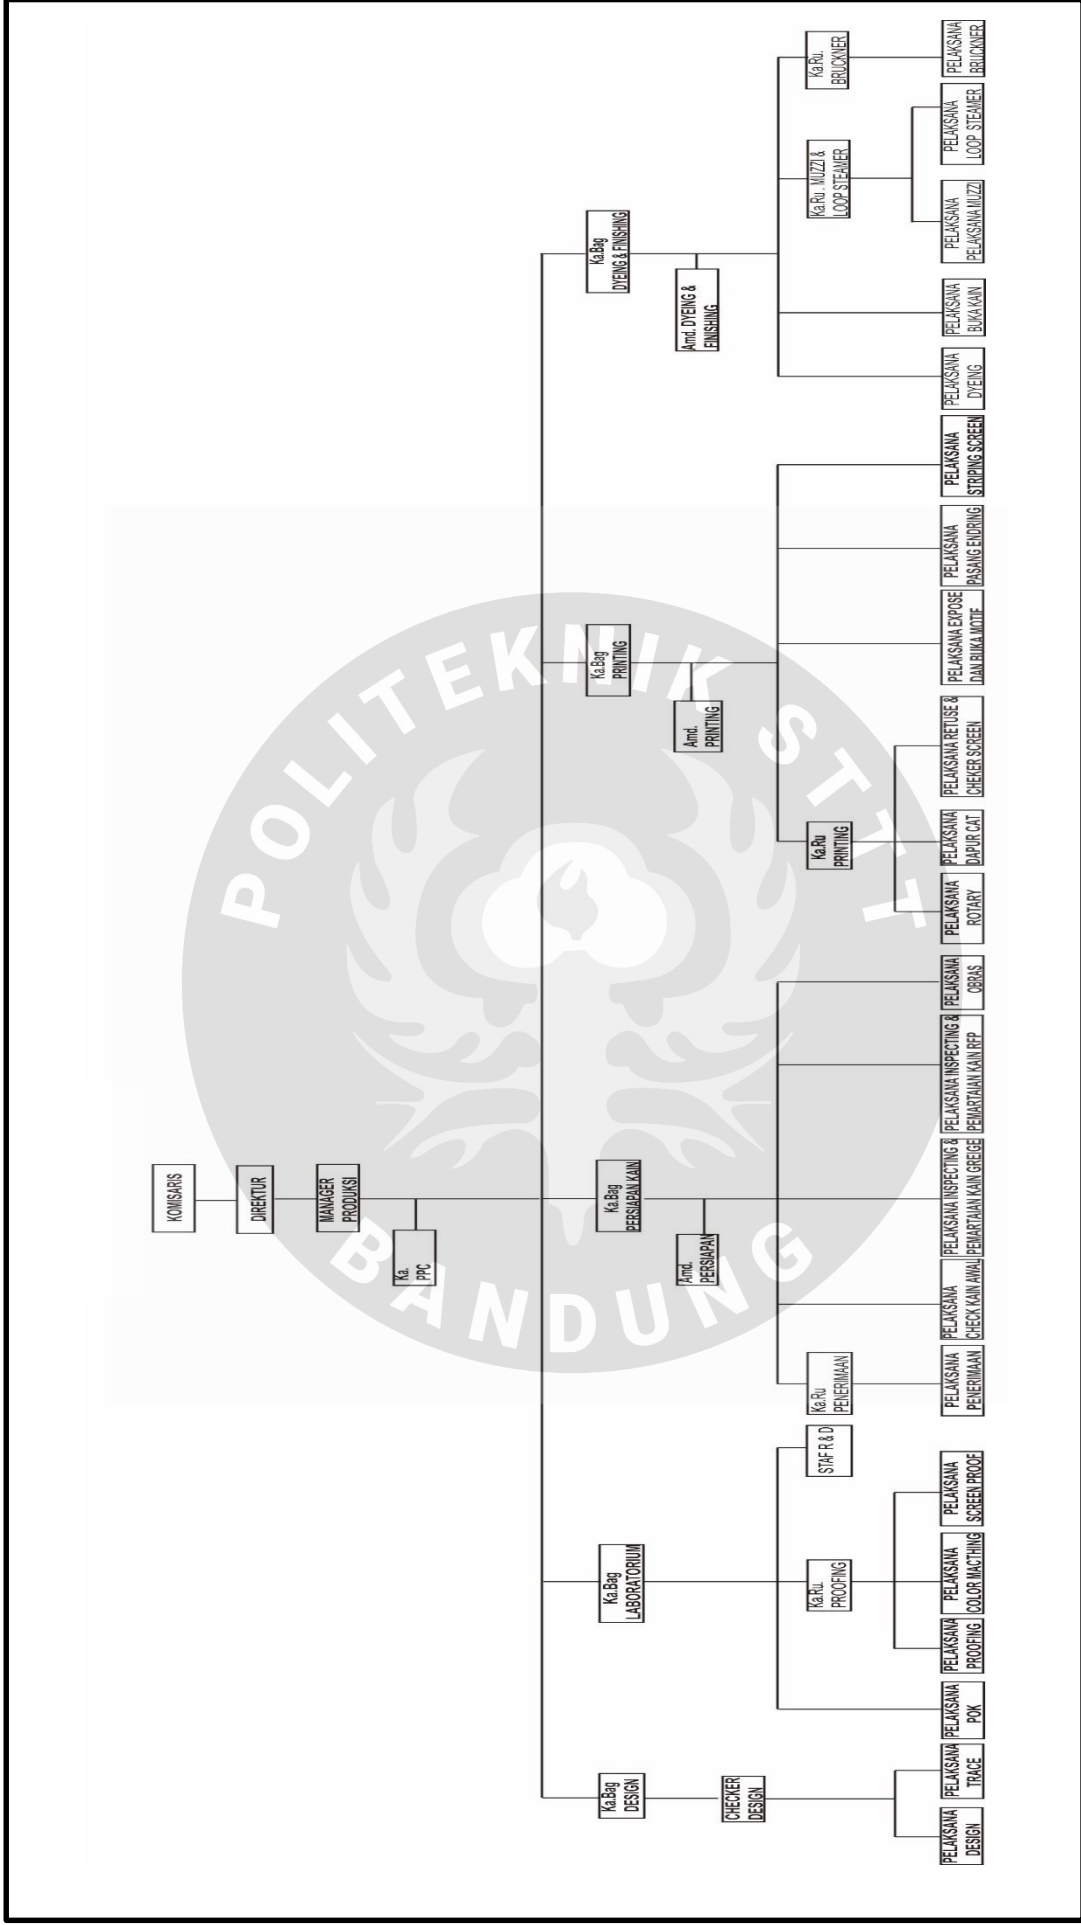 KOMISARIS
DIREKTUR
MANAGER
PRODUKSI
Ka.
PPC
Ka.Bag
DESIGN
Ka.Bag
LABORATORIUM
Ka.Bag
PERSIAPAN KAIN
Ka.Bag
PRINTING
Ka.Bag
DYEING & FINISHING
Amd.
PERSIAPAN
Amd.
PRINTING
Amd. DYEING &
FINISHING
CHECKER
DESIGN
Ka.Ru.
PROOFING
STAF R & D
Ka.Ru
PENERIMAAN
Ka.Ru
PRINTING
Ka.Ru . MUZZI &
LOOP STEAMER
Ka.Ru.
BRUCKNER
PELAKSANA
DESIGN
PELAKSANA
TRACE
PELAKSANA
POK
PELAKSANA
PROOFING
PELAKSANA
COLOR MACTHING
PELAKSANA
SCREEN PROOF
PELAKSANA
PENERIMAAN
PELAKSANA
CHECK KAIN AWAL
PELAKSANA INSPECTING &
PEMARTAIAN KAIN GREIGE
PELAKSANA INSPECTING &
PEMARTAIAN KAIN RFP
PELAKSANA
OBRAS
PELAKSANA
ROTARY
PELAKSANA
DAPUR CAT
PELAKSANA RETUSE &
CHEKER SCREEN
PELAKSANA EXPOSE
DAN BUKA MOTIF
PELAKSANA
PASANG ENDRING
PELAKSANA
STRIPING SCREEN
PELAKSANA
DYEING
PELAKSANA
BUKA KAIN
PELAKSANA
PELAKSANA MUZZI
PELAKSANA
LOOP STEAMER
PELAKSANA
BRUCKNER
POLITEKNIK STTT
BANDUNG